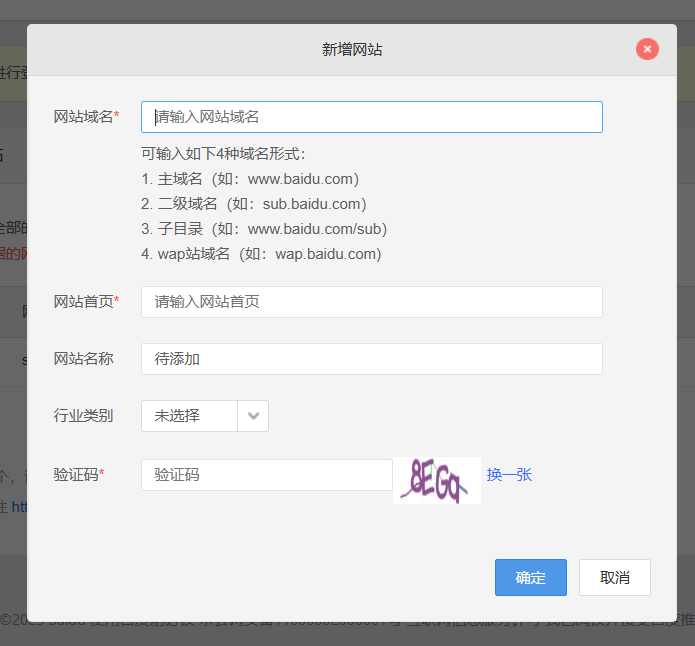 新增网站
网站域名*
请输入网站域名
可输入如下4种域名形式：
1. 主域名（如：www.baidu.com）
2. 二级域名（如：sub.baidu.com）
3. 子目录（如：www.baidu.com/sub）
4. wap站域名（如：wap.baidu.com）
网站首页*
请输入网站首页
网站名称
待添加
行业类别
未选择
验证码*
验证码
换一张
确定
取消